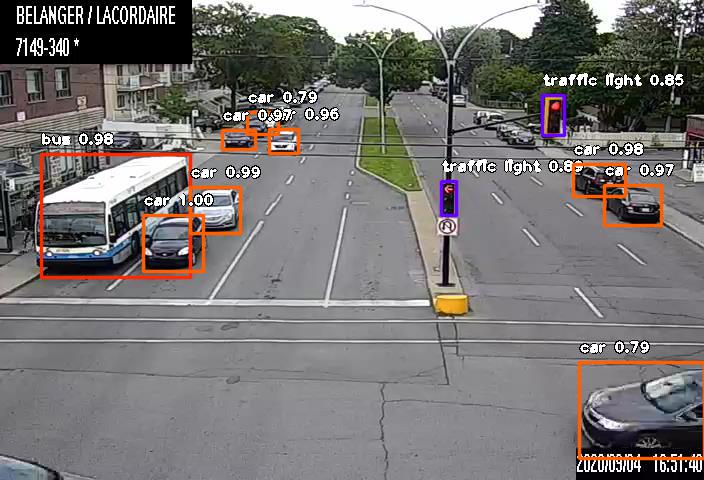 BELANGER / LACORDAIRE
7149-340 *
traffic light 0.85
car 0.79
car 0.97
car 0.96
bus 0.98
car 0.98
traffic light 0.8
car 0.97
car 0.99
car 1.00
car 0.79
2020/09/04 16:51:40